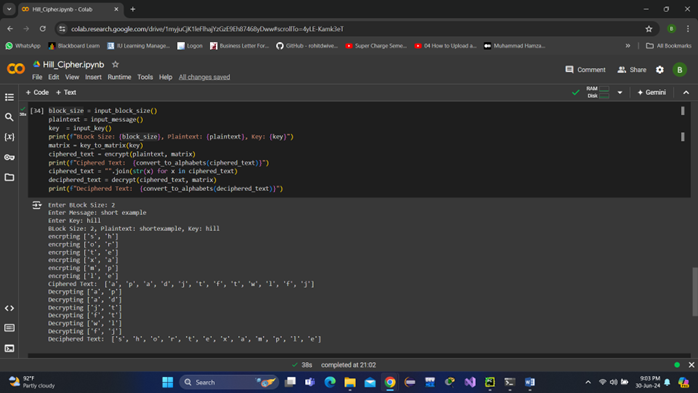 Hill_Cipher.ipynb - Colab
colab.research.google.com/drive/1myjuCjK1leFlhajYzGzE9Eh87468yDww#scrollTo=4yLE-Kamk3eT
WhatsApp Blackboard Learn IU Learning Manage... Logon Business Letter For... GitHub - rohitdwive... Super Charge Seme... 04 How to Upload a... Muhammad Hamza... All Bookmarks
Hill_Cipher.ipynb
File Edit View Insert Runtime Tools Help All changes saved
Comment Share B
+ Code + Text
RAM
Disk
Gemini
[34] block_size = input_block_size()
plaintext = input_message()
key = input_key()
print(f"BLock Size: {block_size}, Plaintext: {plaintext}, Key: {key}")
matrix = key_to_matrix(key)
ciphered_text = encrypt(plaintext, matrix)
print(f"Ciphered Text: {convert_to_alphabets(ciphered_text)}")
ciphered_text = "".join(str(x) for x in ciphered_text)
deciphered_text = decrypt(ciphered_text, matrix)
print(f"Deciphered Text: {convert_to_alphabets(deciphered_text)}")
Enter BLock Size: 2
Enter Message: short example
Enter Key: hill
BLock Size: 2, Plaintext: shortexample, Key: hill
encrpting ['s', 'h']
encrpting ['o', 'r']
encrpting ['t', 'e']
encrpting ['x', 'a']
encrpting ['m', 'p']
encrpting ['l', 'e']
Ciphered Text: ['a', 'p', 'a', 'd', 'j', 't', 'f', 't', 'w', 'l', 'f', 'j']
Decrypting ['a', 'p']
Decrypting ['a', 'd']
Decrypting ['j', 't']
Decrypting ['f', 't']
Decrypting ['w', 'l']
Decrypting ['f', 'j']
Deciphered Text: ['s', 'h', 'o', 'r', 't', 'e', 'x', 'a', 'm', 'p', 'l', 'e']
38s completed at 21:02
92°F
Partly cloudy
Search
9:03 PM
30-Jun-24